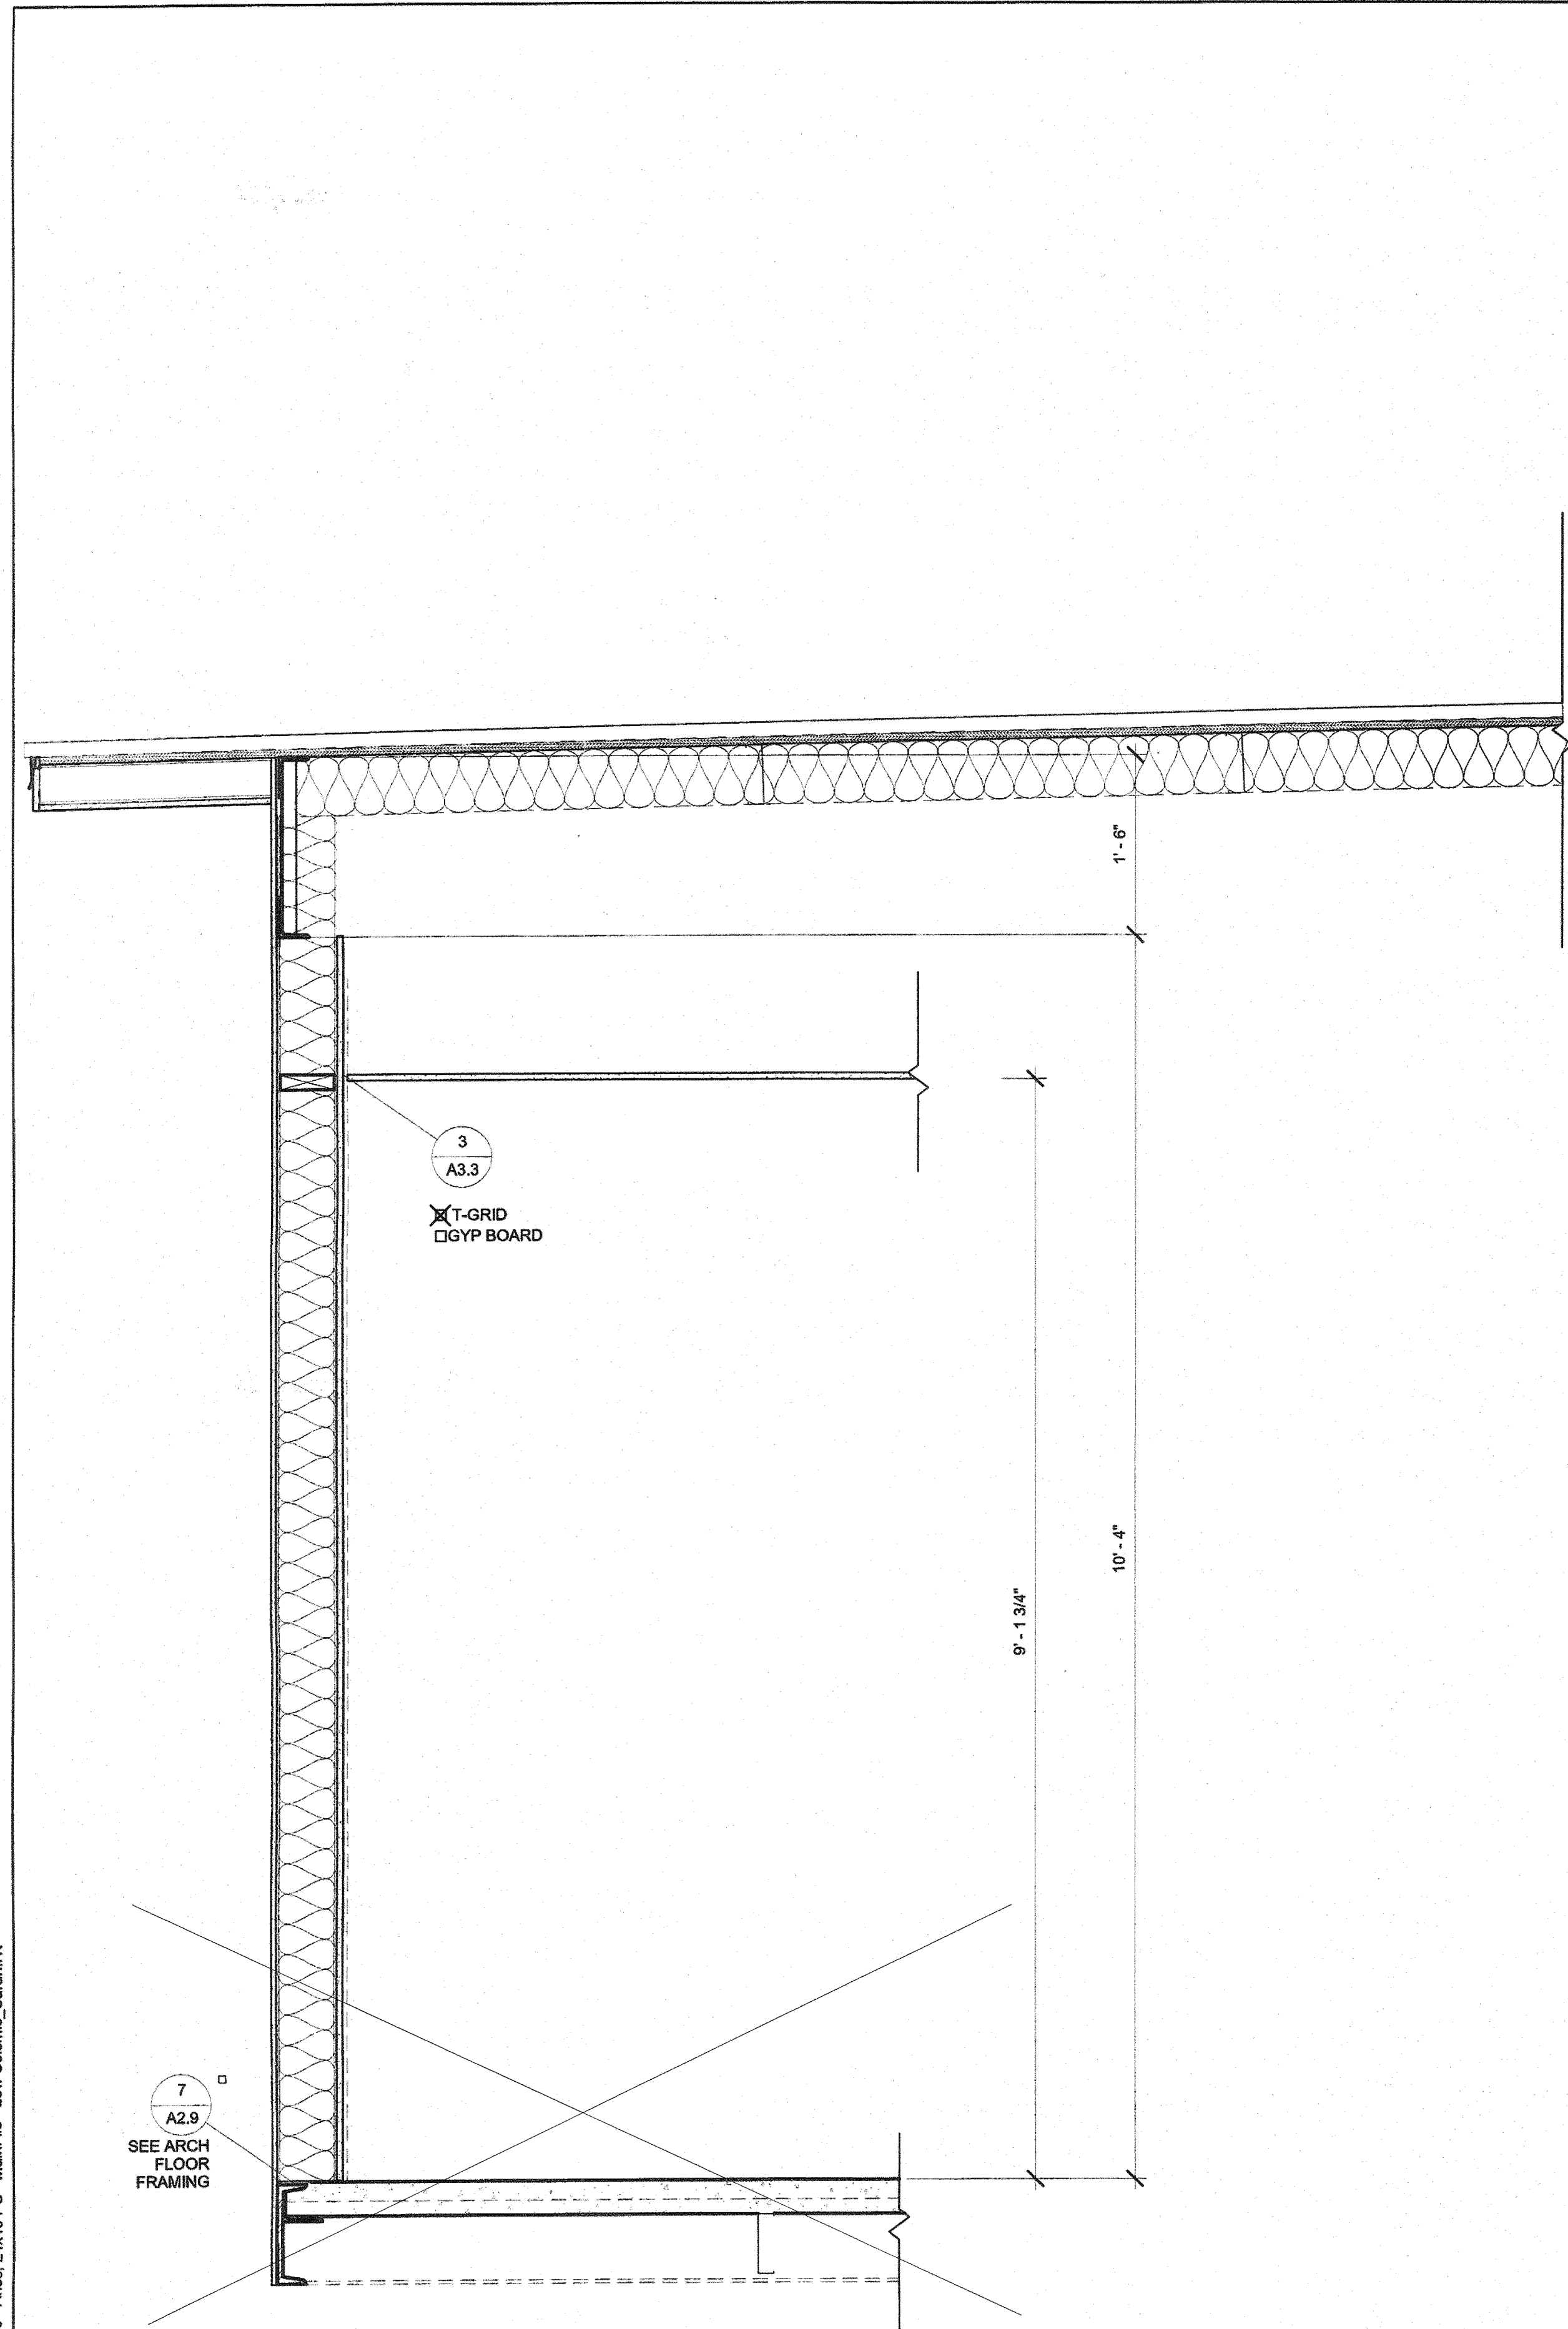 1' - 6"
3
A3.3
T-GRID
GYP BOARD
10' - 4"
9' - 1 3/4"
7
A2.9
SEE ARCH
FLOOR
FRAMING